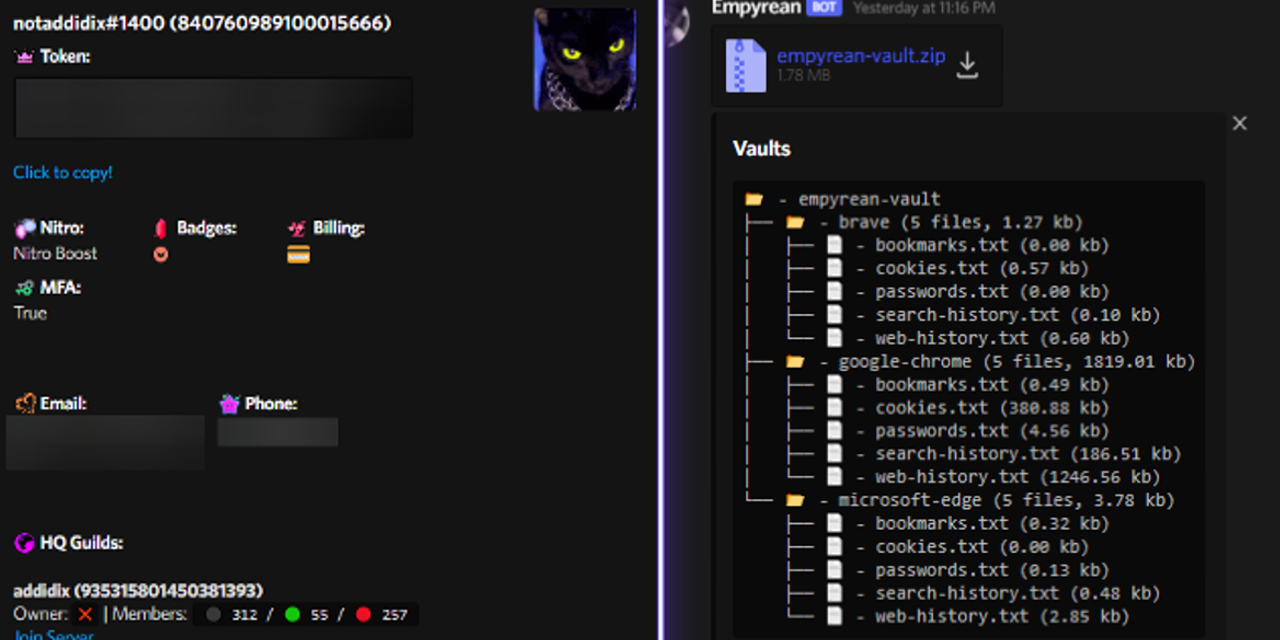 notaddidix#1400 (840760989100015666)
Token:
Click to copy!
Nitro:
Badges:
Billing:
Nitro Boost
MFA:
True
Email:
Phone:
HQ Guilds:
addidix (935315801450381393)
Owner: | Members: 312 / 55 / 257
Join Server
Empyrean BOT Yesterday at 11:16 PM
empyrean-vault.zip
1.78 MB
Vaults
- empyrean-vault
- brave (5 files, 1.27 kb)
- bookmarks.txt (0.00 kb)
- cookies.txt (0.57 kb)
- passwords.txt (0.00 kb)
- search-history.txt (0.10 kb)
- web-history.txt (0.60 kb)
- google-chrome (5 files, 1819.01 kb)
- bookmarks.txt (0.49 kb)
- cookies.txt (380.88 kb)
- passwords.txt (4.56 kb)
- search-history.txt (186.51 kb)
- web-history.txt (1246.56 kb)
- microsoft-edge (5 files, 3.78 kb)
- bookmarks.txt (0.32 kb)
- cookies.txt (0.00 kb)
- passwords.txt (0.13 kb)
- search-history.txt (0.48 kb)
- web-history.txt (2.85 kb)